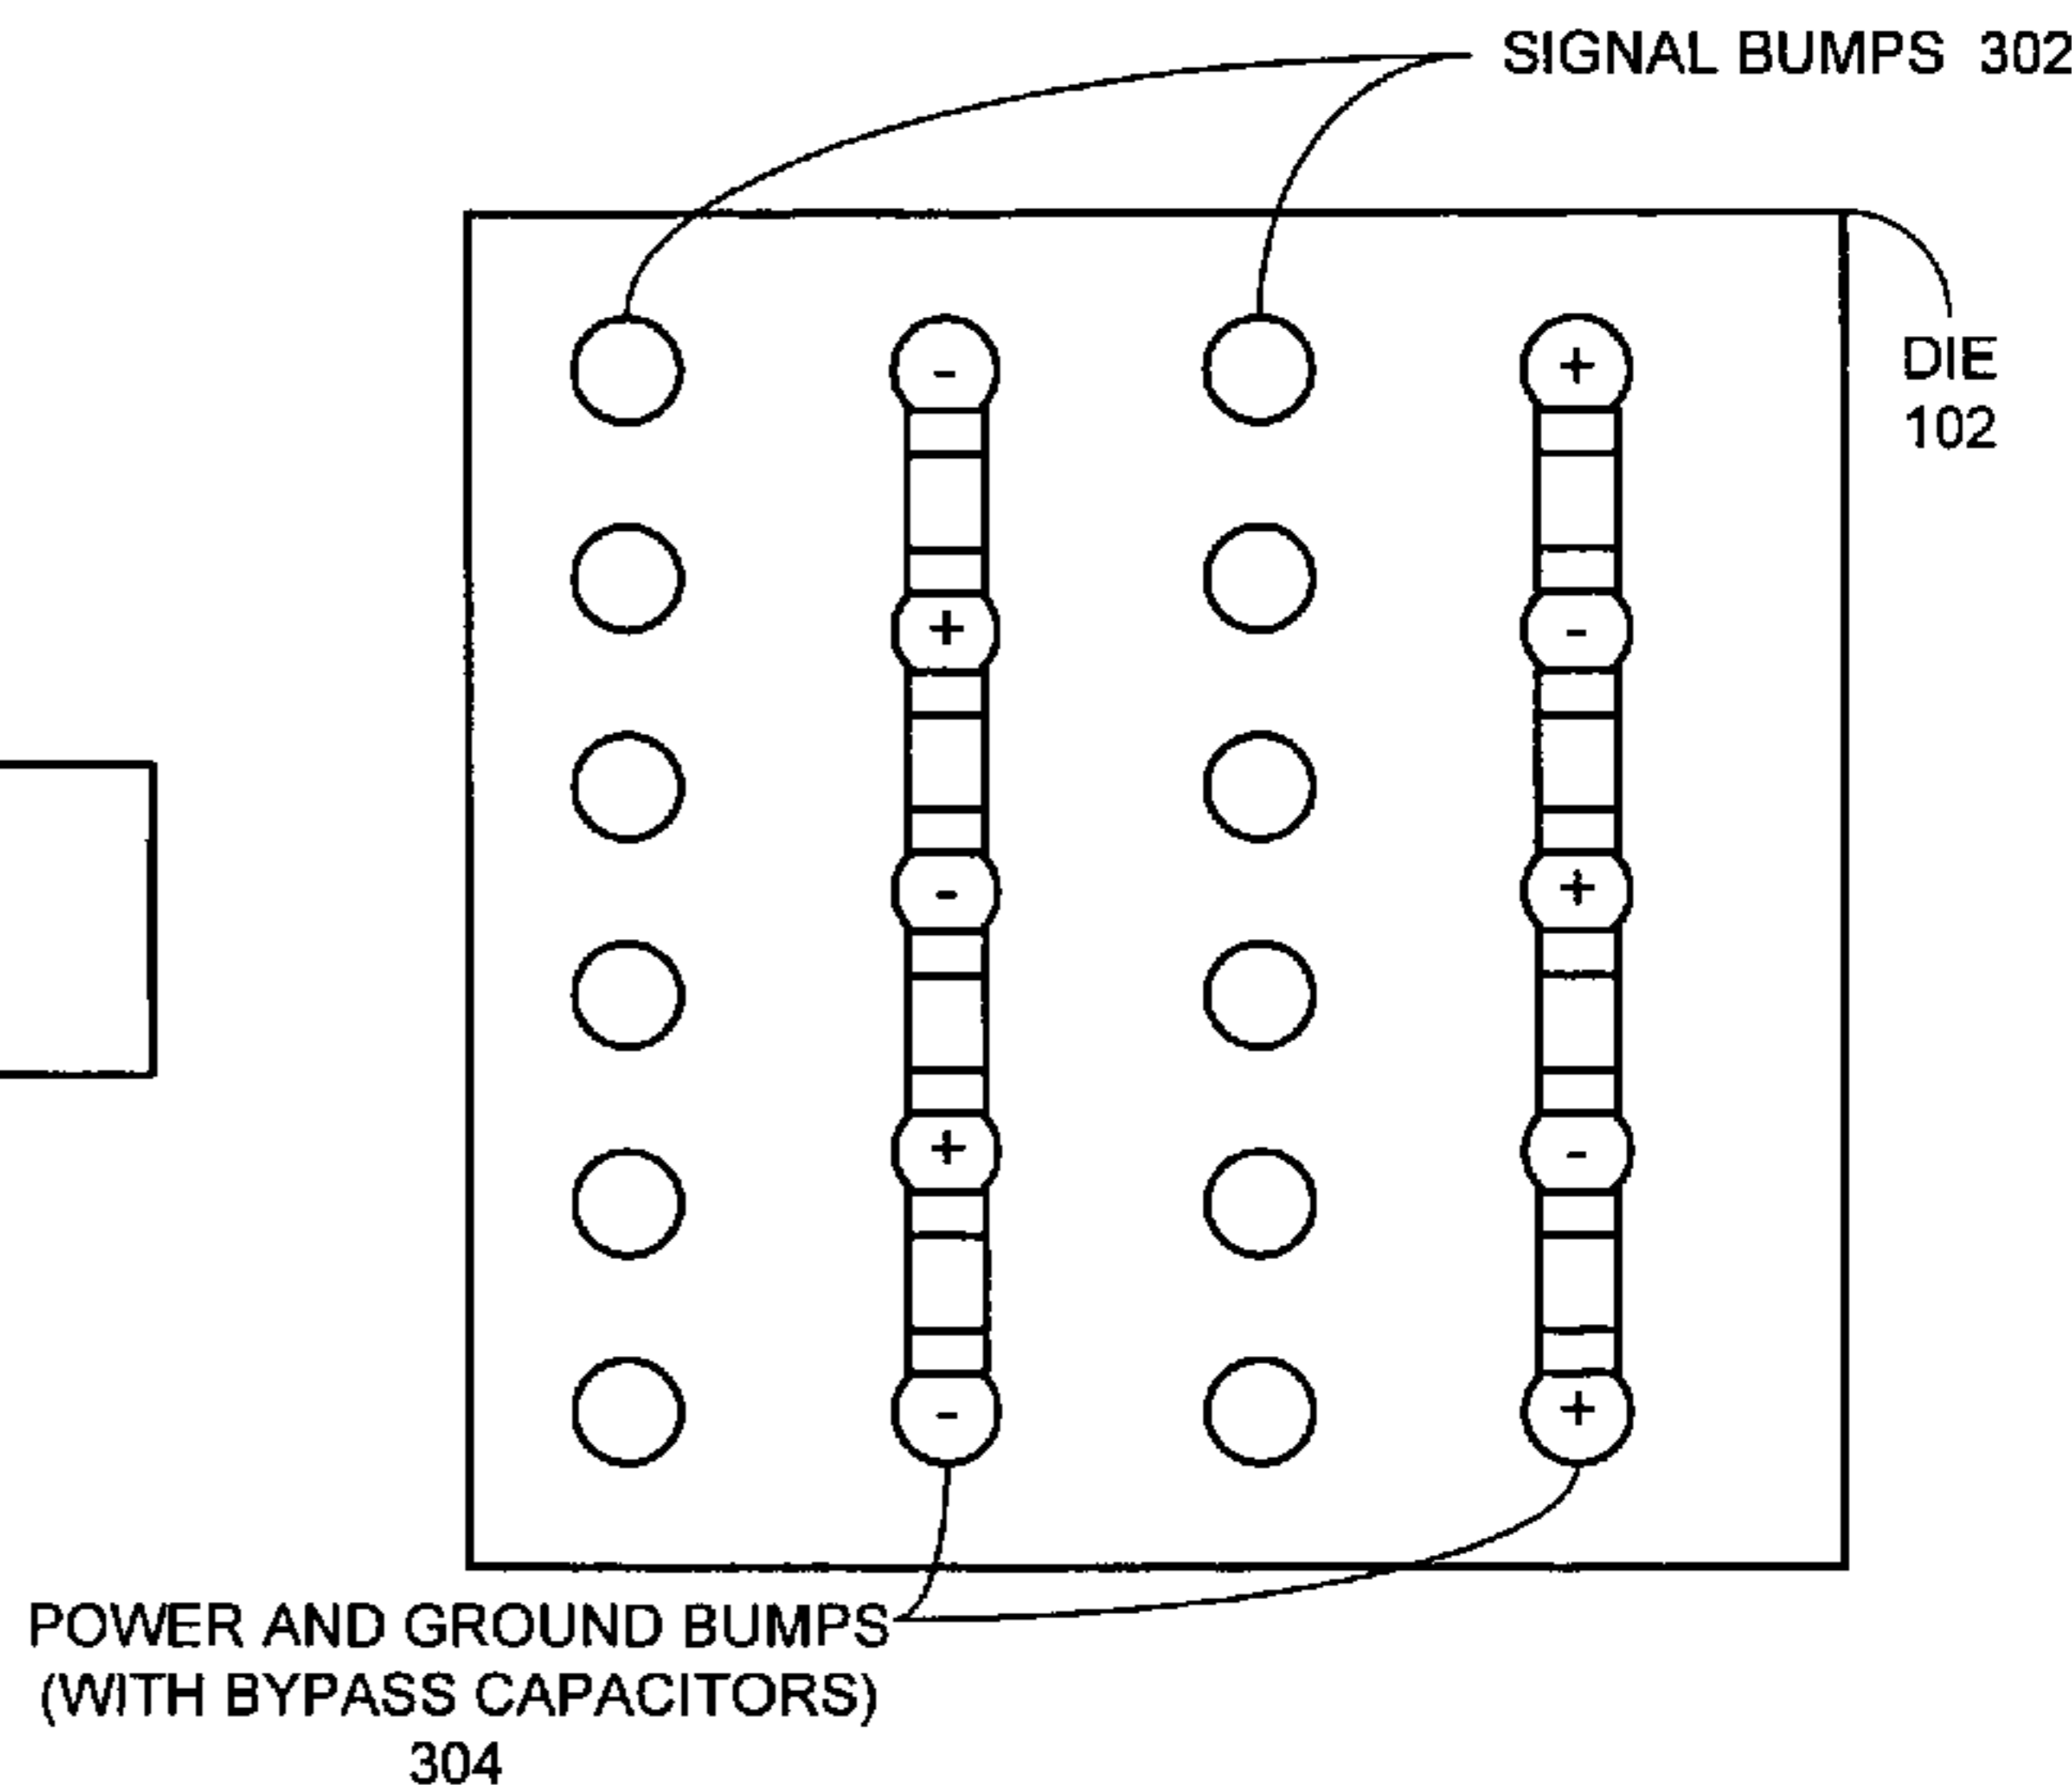 SIGNAL BUMPS 302
DIE
102
- +
+ -
- +
+ -
- +
POWER AND GROUND BUMPS
(WITH BYPASS CAPACITORS)
304